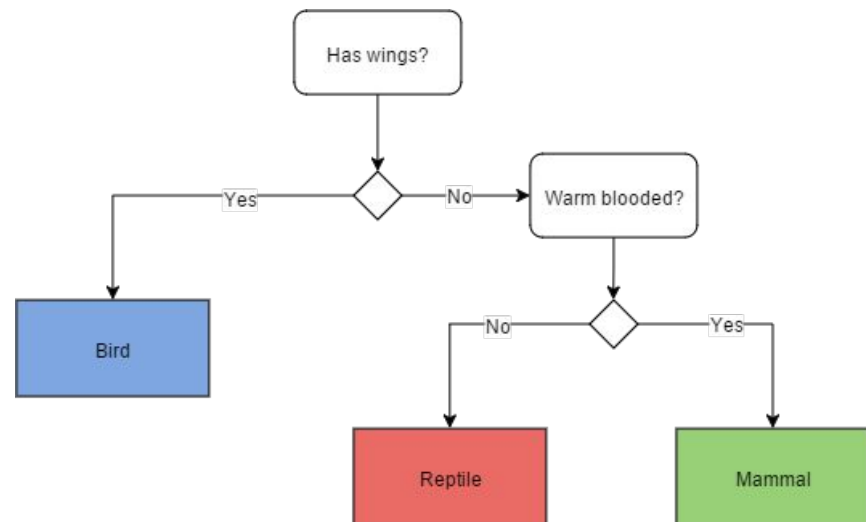 Has wings?
Yes
No
Warm blooded?
Bird
No
Yes
Reptile
Mammal